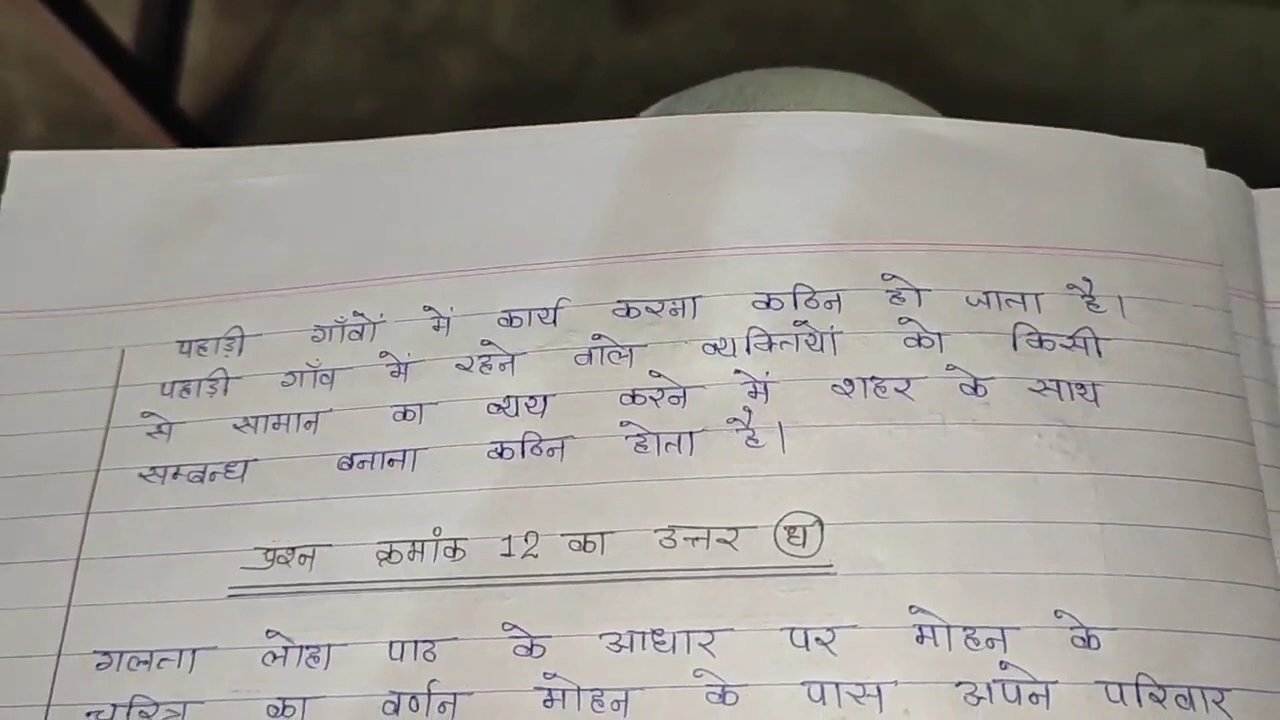 पहाड़ी गाँवों में कार्य करना कठिन हो जाता है।
पहाड़ी गाँव में रहने वाले व्यक्तियों को किसी
से सामान का व्यय करने में शहर के साथ
सम्बन्ध बनाना कठिन होता है।
प्रश्न क्रमांक 12 का उत्तर (घ)
गलता लोहा पाठ के आधार पर मोहन के
चरित्र का वर्णन मोहन के पास अपने परिवार